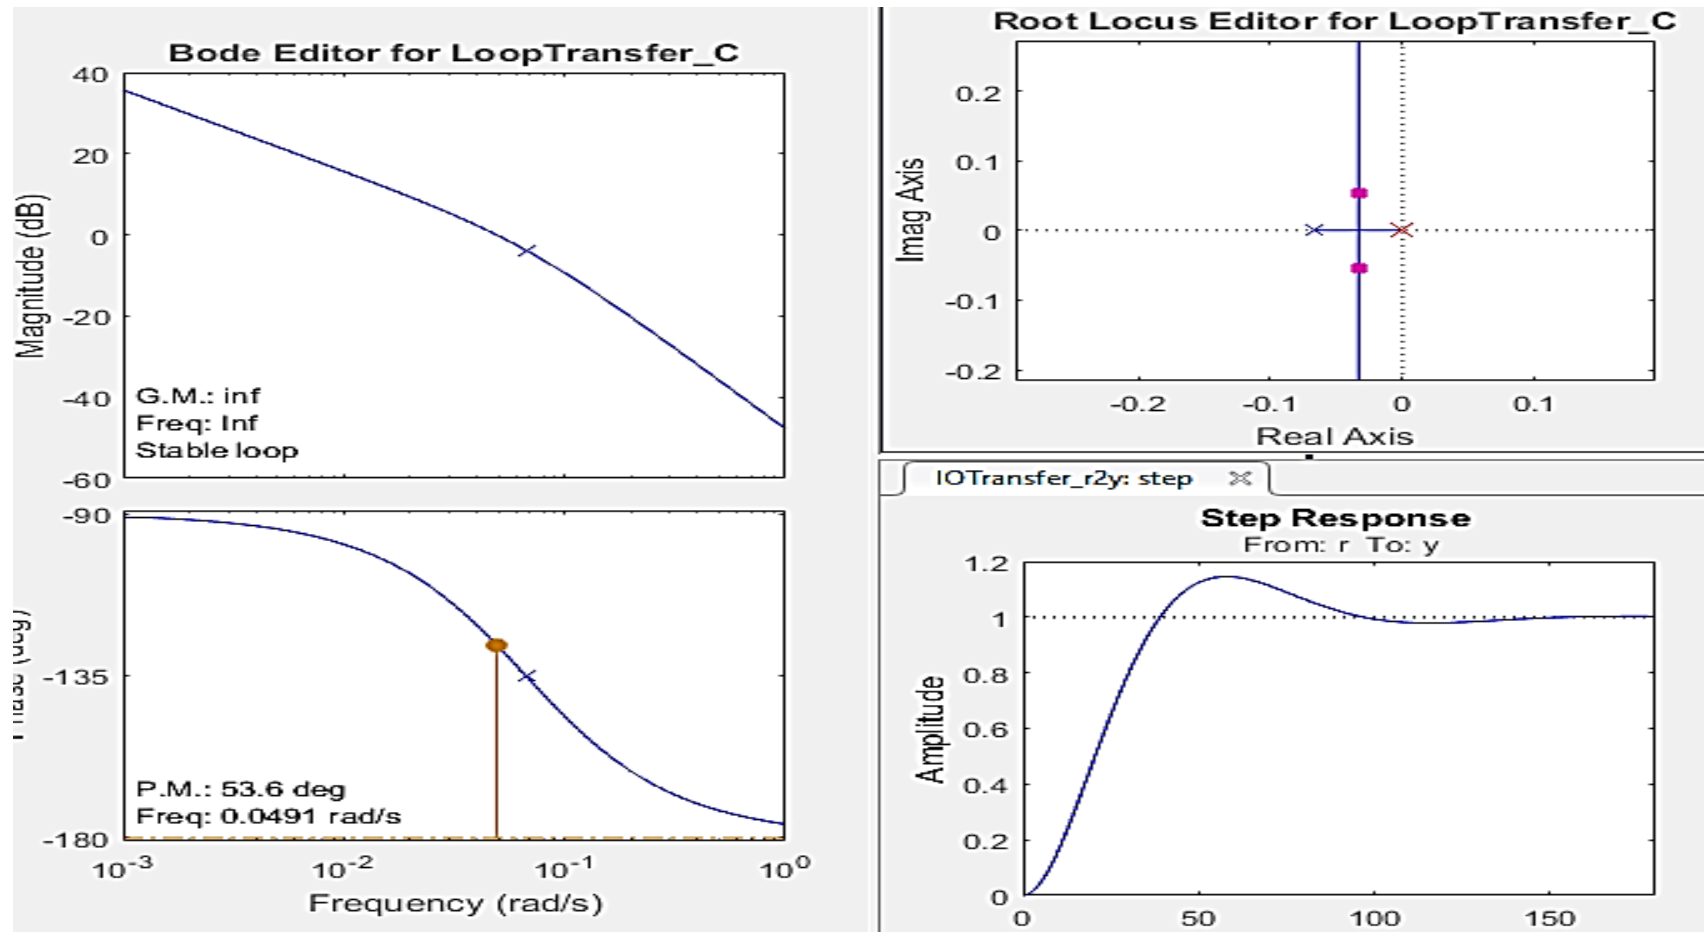 Bode Editor for LoopTransfer_C
40
20
0
-20
-40
-60
Magnitude (dB)
G.M.: inf
Freq: Inf
Stable loop
-90
-135
-180
P.M.: 53.6 deg
Freq: 0.0491 rad/s
10-3
10-2
10-1
100
Frequency (rad/s)
Root Locus Editor for LoopTransfer_C
0.2
0.1
0
-0.1
-0.2
Imag Axis
-0.2
-0.1
0
0.1
Real Axis
IOTransfer_r2y: step
Step Response
From: r To: y
1.2
1
0.8
0.6
0.4
0.2
0
Amplitude
0
50
100
150